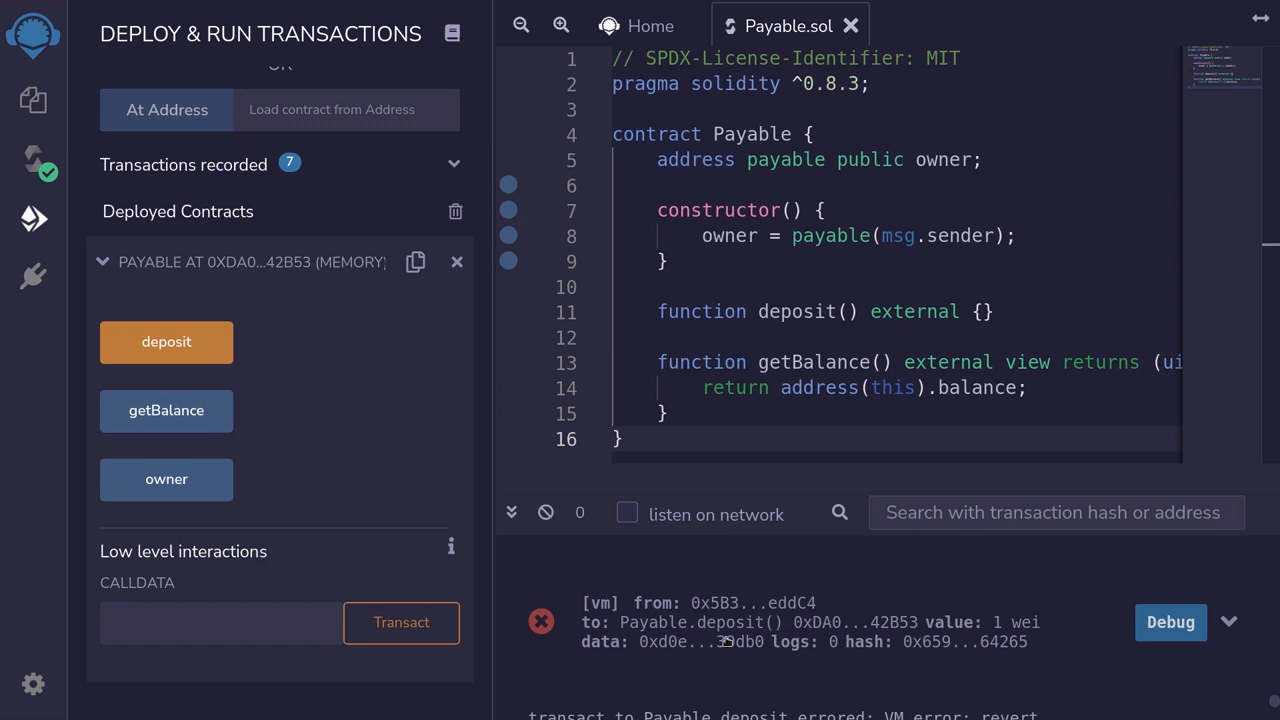 DEPLOY & RUN TRANSACTIONS
OR
At Address
Load contract from Address
Transactions recorded 7
Deployed Contracts
PAYABLE AT 0XDA0...42B53 (MEMORY)
deposit
getBalance
owner
Low level interactions
i
CALLDATA
Transact
Home
Payable.sol
1 // SPDX-License-Identifier: MIT
2 pragma solidity ^0.8.3;
3
4 contract Payable {
5 address payable public owner;
6
7 constructor() {
8 owner = payable(msg.sender);
9 }
10
11 function deposit() external {}
12
13 function getBalance() external view returns (ui
14 return address(this).balance;
15 }
16 }
0
listen on network
Search with transaction hash or address
[vm] from: 0x5B3...eddC4
to: Payable.deposit() 0xDA0...42B53 value: 1 wei
data: 0xd0e...30db0 logs: 0 hash: 0x659...64265
Debug
transact to Payable.deposit errored: VM error: revert